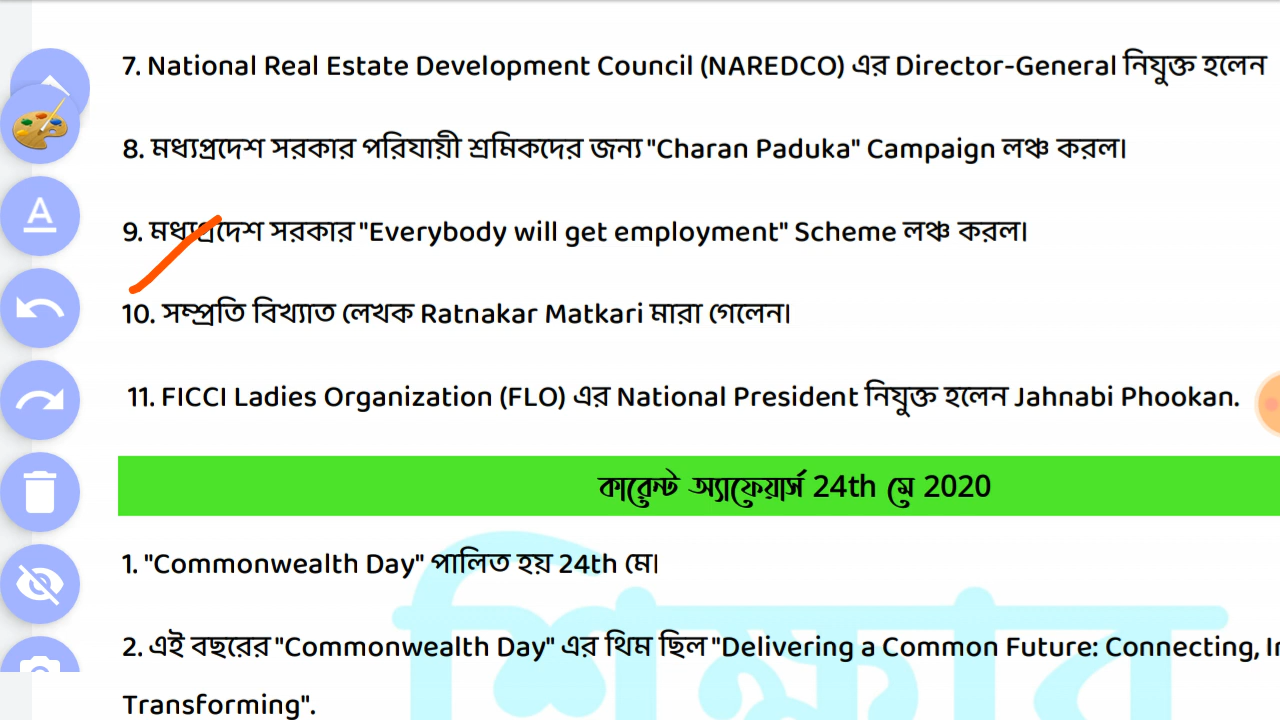 7. National Real Estate Development Council (NAREDCO) এর Director-General নিযুক্ত হলেন
8. মধ্যপ্রদেশ সরকার পরিযায়ী শ্রমিকদের জন্য "Charan Paduka" Campaign লঞ্চ করল।
9. মধ্যপ্রদেশ সরকার "Everybody will get employment" Scheme লঞ্চ করল।
10. সম্প্রতি বিখ্যাত লেখক Ratnakar Matkari মারা গেলেন।
11. FICCI Ladies Organization (FLO) এর National President নিযুক্ত হলেন Jahnabi Phookan.
কারেন্ট অ্যাফেয়ার্স 24th মে 2020
1. "Commonwealth Day" পালিত হয় 24th মে।
2. এই বছরের "Commonwealth Day" এর থিম ছিল "Delivering a Common Future: Connecting,
Transforming".